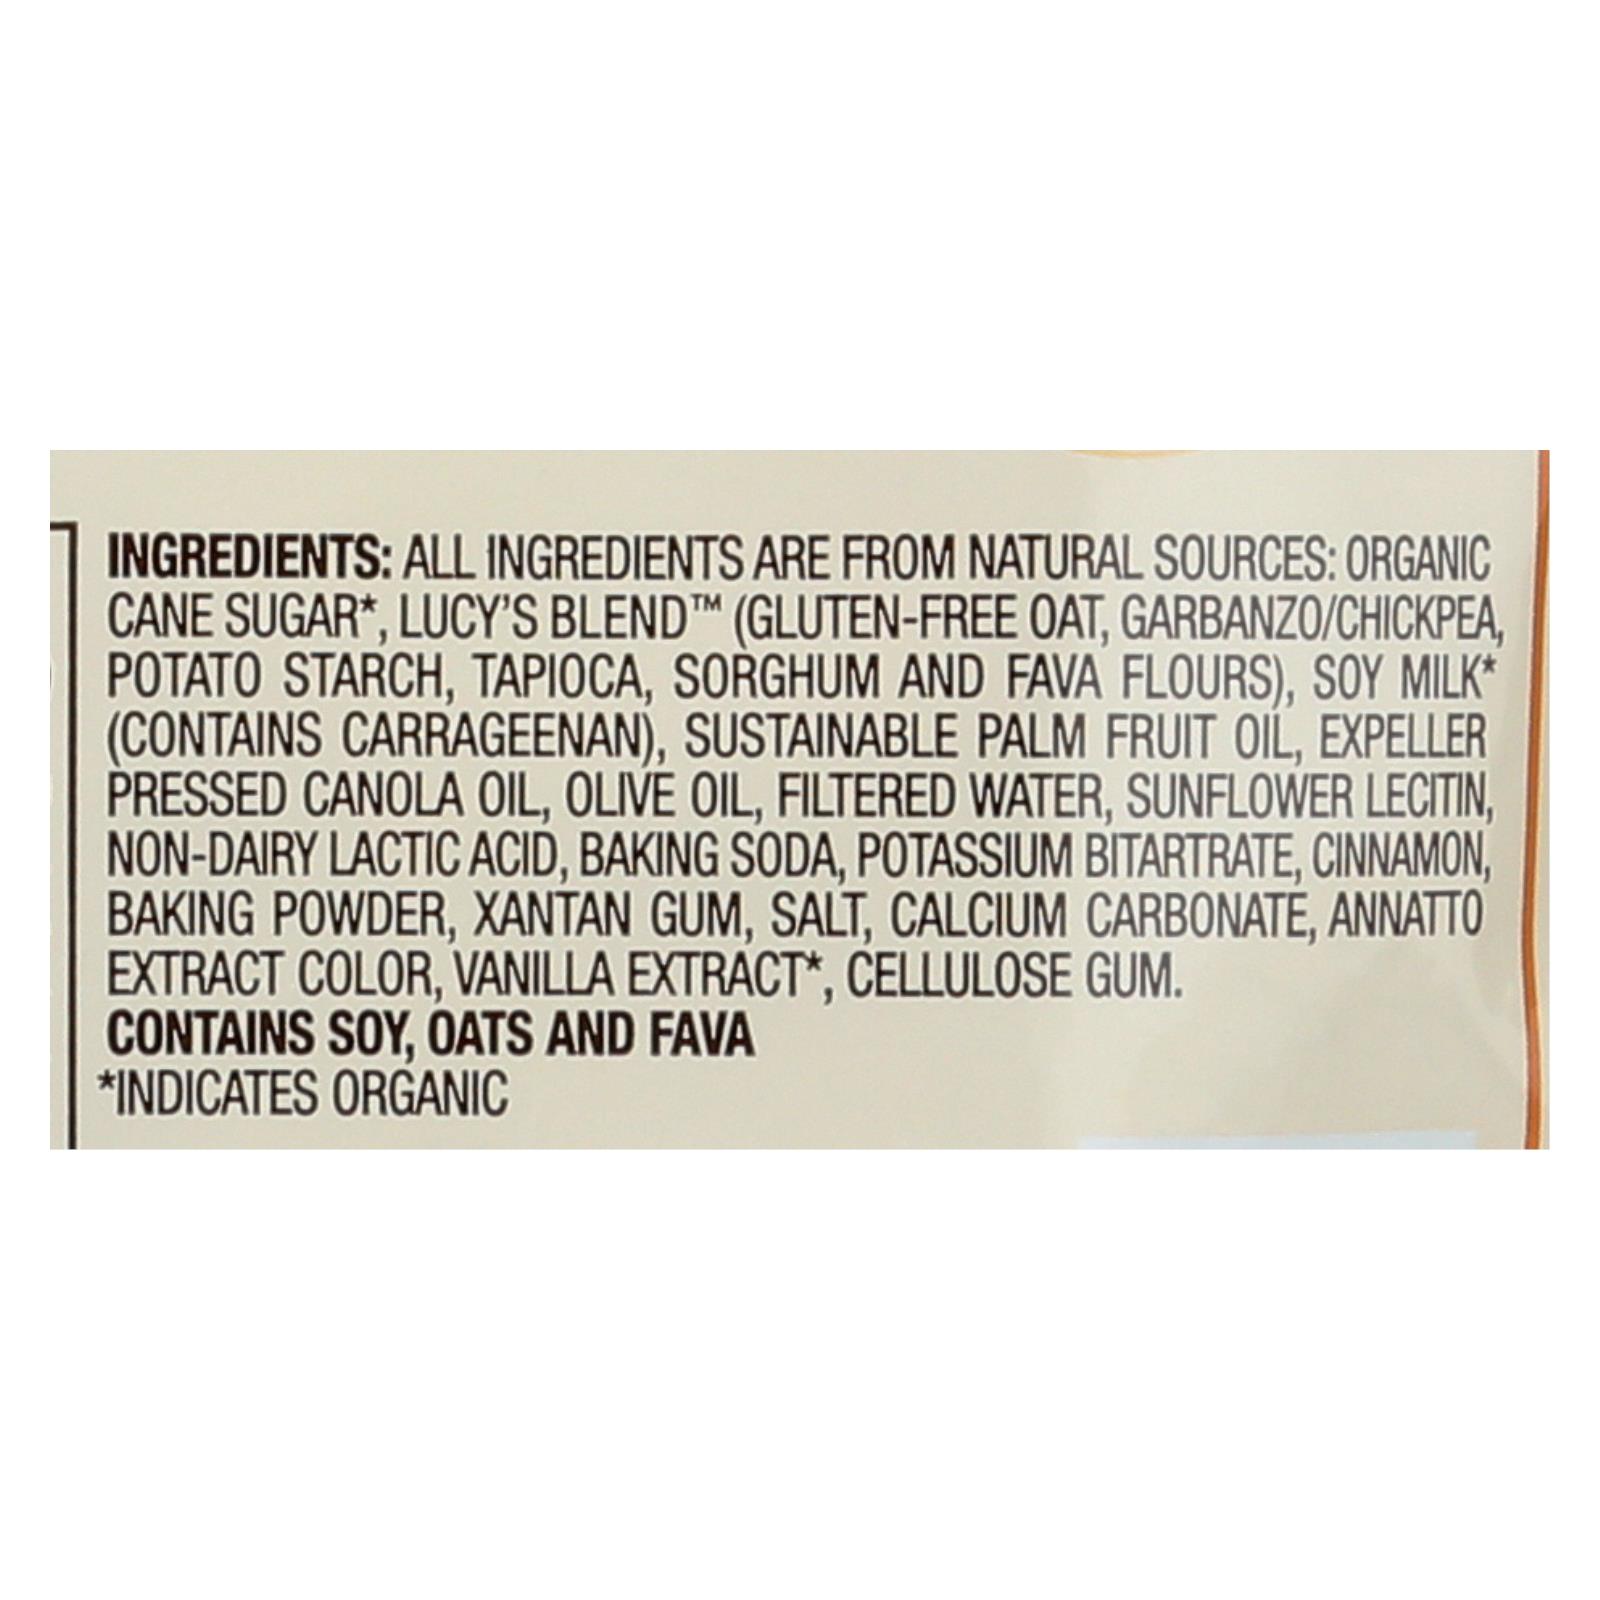 INGREDIENTS: ALL INGREDIENTS ARE FROM NATURAL SOURCES: ORGANIC
CANE SUGAR*, LUCY'S BLEND™ (GLUTEN-FREE OAT, GARBANZO/CHICKPEA,
POTATO STARCH, TAPIOCA, SORGHUM AND FAVA FLOURS), SOY MILK*
(CONTAINS CARRAGEENAN), SUSTAINABLE PALM FRUIT OIL, EXPELLER
PRESSED CANOLA OIL, OLIVE OIL, FILTERED WATER, SUNFLOWER LECITIN,
NON-DAIRY LACTIC ACID, BAKING SODA, POTASSIUM BITARTRATE, CINNAMON,
BAKING POWDER, XANTAN GUM, SALT, CALCIUM CARBONATE, ANNATTO
EXTRACT COLOR, VANILLA EXTRACT*, CELLULOSE GUM.
CONTAINS SOY, OATS AND FAVA
*INDICATES ORGANIC